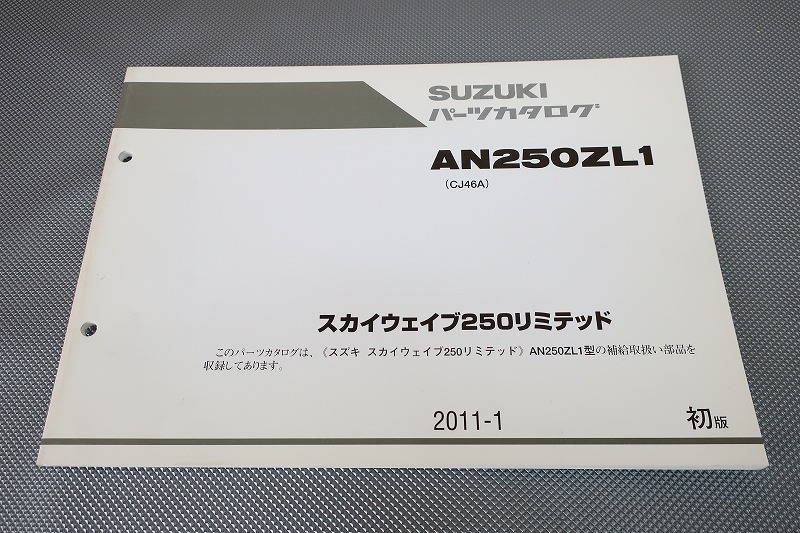 SUZUKI
パーツカタログ
AN250ZL1
(CJ46A)
スカイウェイブ250リミテッド
このパーツカタログは、《スズキ スカイウェイブ250リミテッド》AN250ZL1型の補給取扱い部品を
収録してあります。
2011-1
初版